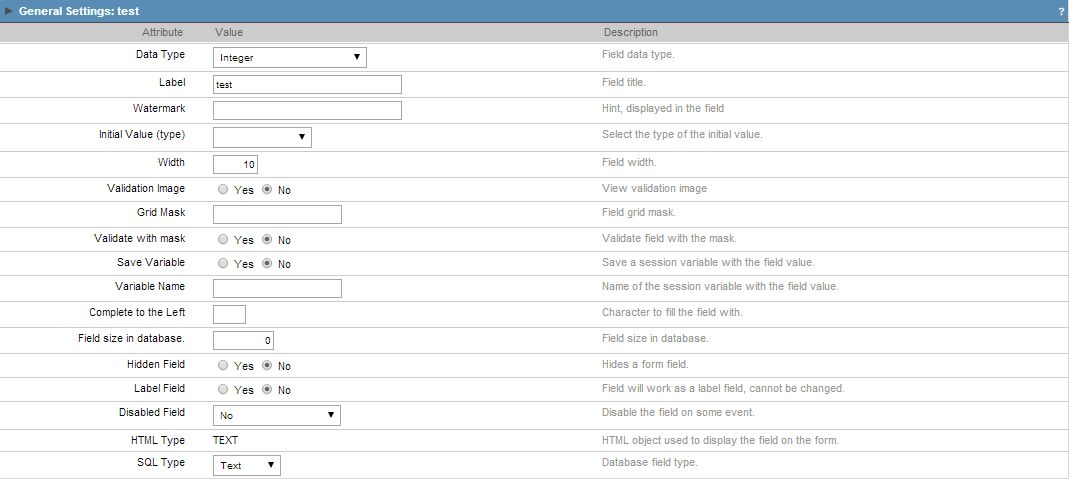 General Settings: test ?
Attribute Value Description
Data Type Integer Field data type.
Label test Field title.
Watermark Hint, displayed in the field
Initial Value (type) Select the type of the initial value.
Width 10 Field width.
Validation Image Yes No View validation image
Grid Mask Field grid mask.
Validate with mask Yes No Validate field with the mask.
Save Variable Yes No Save a session variable with the field value.
Variable Name Name of the session variable with the field value.
Complete to the Left Character to fill the field with.
Field size in database. 0 Field size in database.
Hidden Field Yes No Hides a form field.
Label Field Yes No Field will work as a label field, cannot be changed.
Disabled Field No Disable the field on some event.
HTML Type TEXT HTML object used to display the field on the form.
SQL Type Text Database field type.